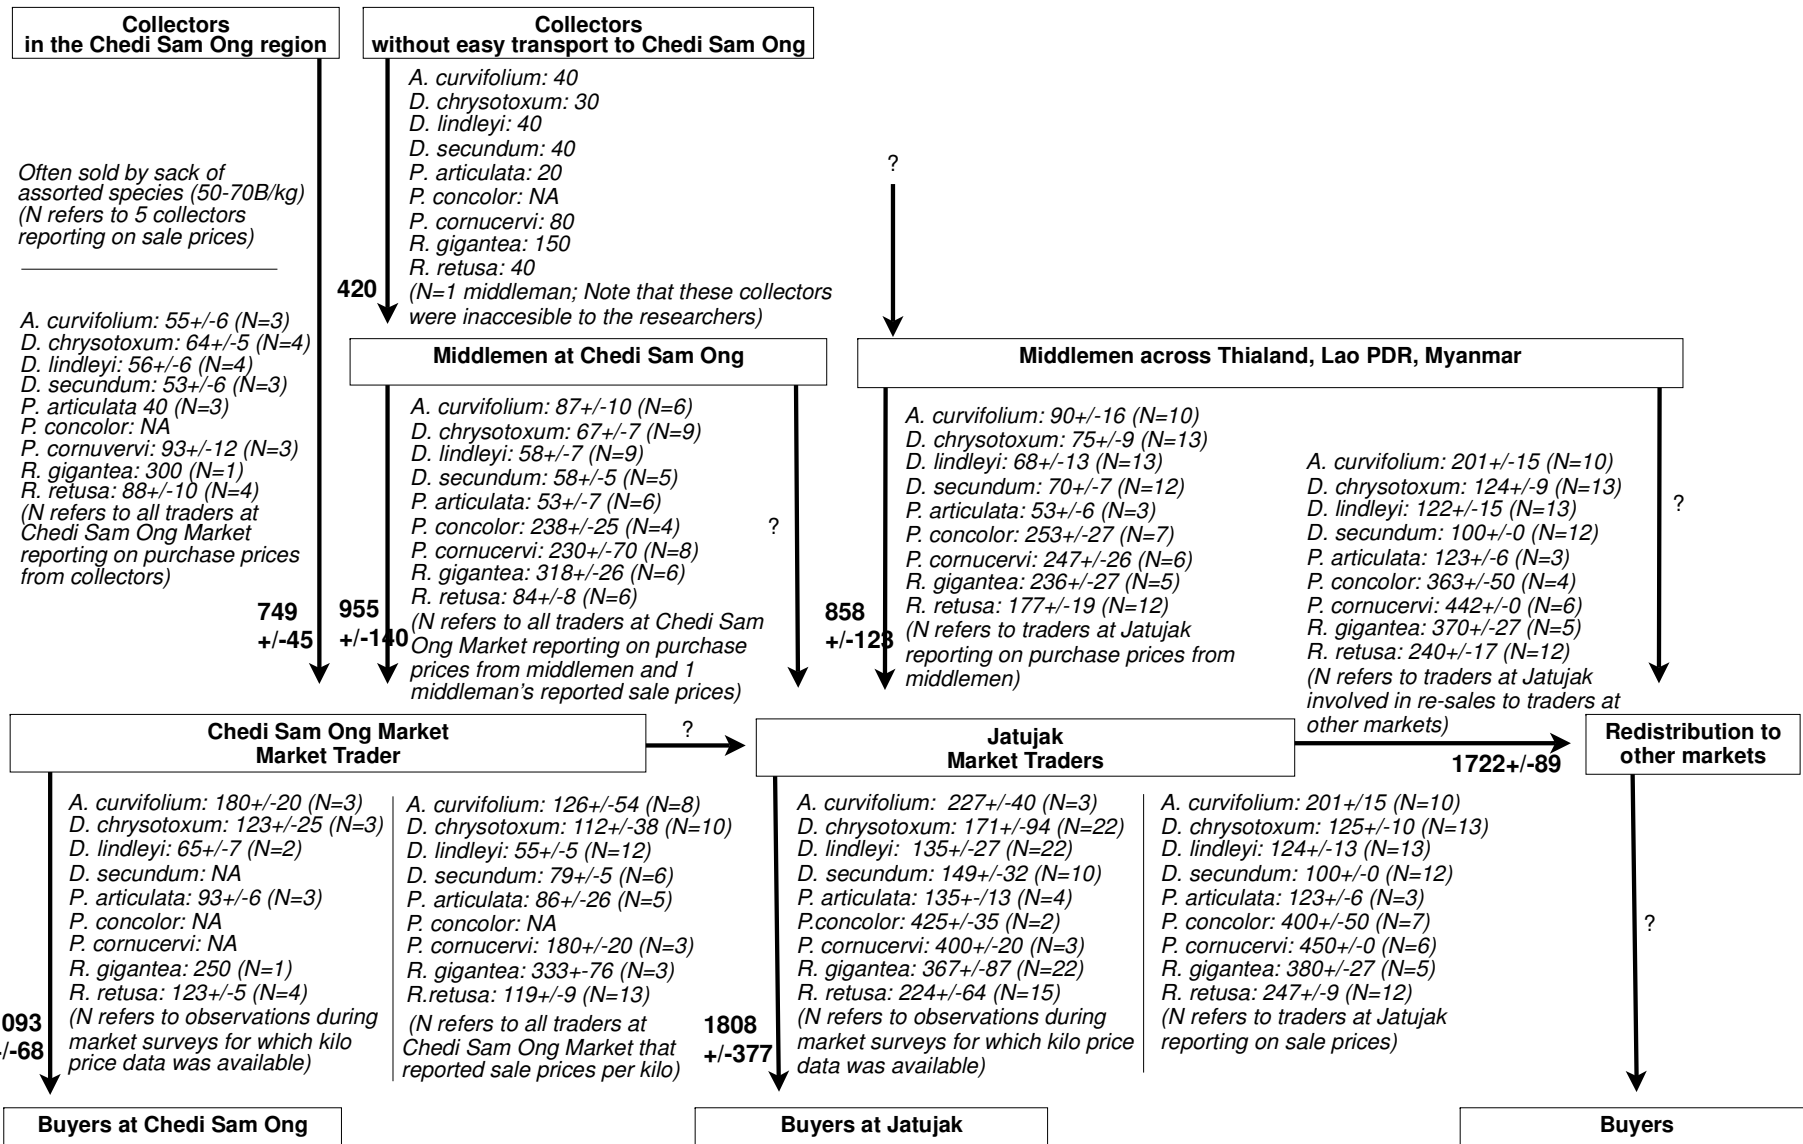 Collectors
in the Chedi Sam Ong region
Collectors
without easy transport to Chedi Sam Ong
Often sold by sack of
assorted species (50-70B/kg)
(N refers to 5 collectors
reporting on sale prices)
A. curvifolium: 55+/-6 (N=3)
D. chrysotoxum: 64+/-5 (N=4)
D. lindleyi: 56+/-6 (N=4)
D. secundum: 53+/-6 (N=3)
P. articulata 40 (N=3)
P. concolor: NA
P. cornuvervi: 93+/-12 (N=3)
R. gigantea: 300 (N=1)
R. retusa: 88+/-10 (N=4)
(N refers to all traders at
Chedi Sam Ong Market
reporting on purchase prices
from collectors)
749
+/-45
A. curvifolium: 40
D. chrysotoxum: 30
D. lindleyi: 40
D. secundum: 40
P. articulata: 20
P. concolor: NA
P. cornucervi: 80
R. gigantea: 150
R. retusa: 40
(N=1 middleman; Note that these collectors
were inaccesible to the researchers)
420
?
Middlemen at Chedi Sam Ong
Middlemen across Thialand, Lao PDR, Myanmar
A. curvifolium: 87+/-10 (N=6)
D. chrysotoxum: 67+/-7 (N=9)
D. lindleyi: 58+/-7 (N=9)
D. secundum: 58+/-5 (N=5)
P. articulata: 53+/-7 (N=6)
P. concolor: 238+/-25 (N=4)
P. cornucervi: 230+/-70 (N=8)
R. gigantea: 318+/-26 (N=6)
R. retusa: 84+/-8 (N=6)
(N refers to all traders at Chedi Sam
Ong Market reporting on purchase
prices from middlemen and 1
middleman's reported sale prices)
955
+/-140
?
A. curvifolium: 90+/-16 (N=10)
D. chrysotoxum: 75+/-9 (N=13)
D. lindleyi: 68+/-13 (N=13)
D. secundum: 70+/-7 (N=12)
P. articulata: 53+/-6 (N=3)
P. concolor: 253+/-27 (N=7)
P. cornucervi: 247+/-26 (N=6)
R. gigantea: 236+/-27 (N=5)
R. retusa: 177+/-19 (N=12)
(N refers to traders at Jatujak
reporting on purchase prices from
middlemen)
858
+/-123
A. curvifolium: 201+/-15 (N=10)
D. chrysotoxum: 124+/-9 (N=13)
D. lindleyi: 122+/-15 (N=13)
D. secundum: 100+/-0 (N=12)
P. articulata: 123+/-6 (N=3)
P. concolor: 363+/-50 (N=4)
P. cornucervi: 442+/-0 (N=6)
R. gigantea: 370+/-27 (N=5)
R. retusa: 240+/-17 (N=12)
(N refers to traders at Jatujak
involved in re-sales to traders at
other markets)
?
Chedi Sam Ong Market
Market Trader
?
Jatujak
Market Traders
1722+/-89
Redistribution to
other markets
A. curvifolium: 180+/-20 (N=3)
D. chrysotoxum: 123+/-25 (N=3)
D. lindleyi: 65+/-7 (N=2)
D. secundum: NA
P. articulata: 93+/-6 (N=3)
P. concolor: NA
P. cornucervi: NA
R. gigantea: 250 (N=1)
R. retusa: 123+/-5 (N=4)
(N refers to observations during
market surveys for which kilo
price data was available)
093
/-68
A. curvifolium: 126+/-54 (N=8)
D. chrysotoxum: 112+/-38 (N=10)
D. lindleyi: 55+/-5 (N=12)
D. secundum: 79+/-5 (N=6)
P. articulata: 86+/-26 (N=5)
P. concolor: NA
P. cornucervi: 180+/-20 (N=3)
R. gigantea: 333+-76 (N=3)
R.retusa: 119+/-9 (N=13)
(N refers to all traders at
Chedi Sam Ong Market that
reported sale prices per kilo)
A. curvifolium: 227+/-40 (N=3)
D. chrysotoxum: 171+/-94 (N=22)
D. lindleyi: 135+/-27 (N=22)
D. secundum: 149+/-32 (N=10)
P. articulata: 135+-/13 (N=4)
P.concolor: 425+/-35 (N=2)
P. cornucervi: 400+/-20 (N=3)
R. gigantea: 367+/-87 (N=22)
R. retusa: 224+/-64 (N=15)
(N refers to observations during
market surveys for which kilo price
data was available)
1808
+/-377
A. curvifolium: 201+/15 (N=10)
D. chrysotoxum: 125+/-10 (N=13)
D. lindleyi: 124+/-13 (N=13)
D. secundum: 100+/-0 (N=12)
P. articulata: 123+/-6 (N=3)
P. concolor: 400+/-50 (N=7)
P. cornucervi: 450+/-0 (N=6)
R. gigantea: 380+/-27 (N=5)
R. retusa: 247+/-9 (N=12)
(N refers to traders at Jatujak
reporting on sale prices)
?
Buyers at Chedi Sam Ong
Buyers at Jatujak
Buyers